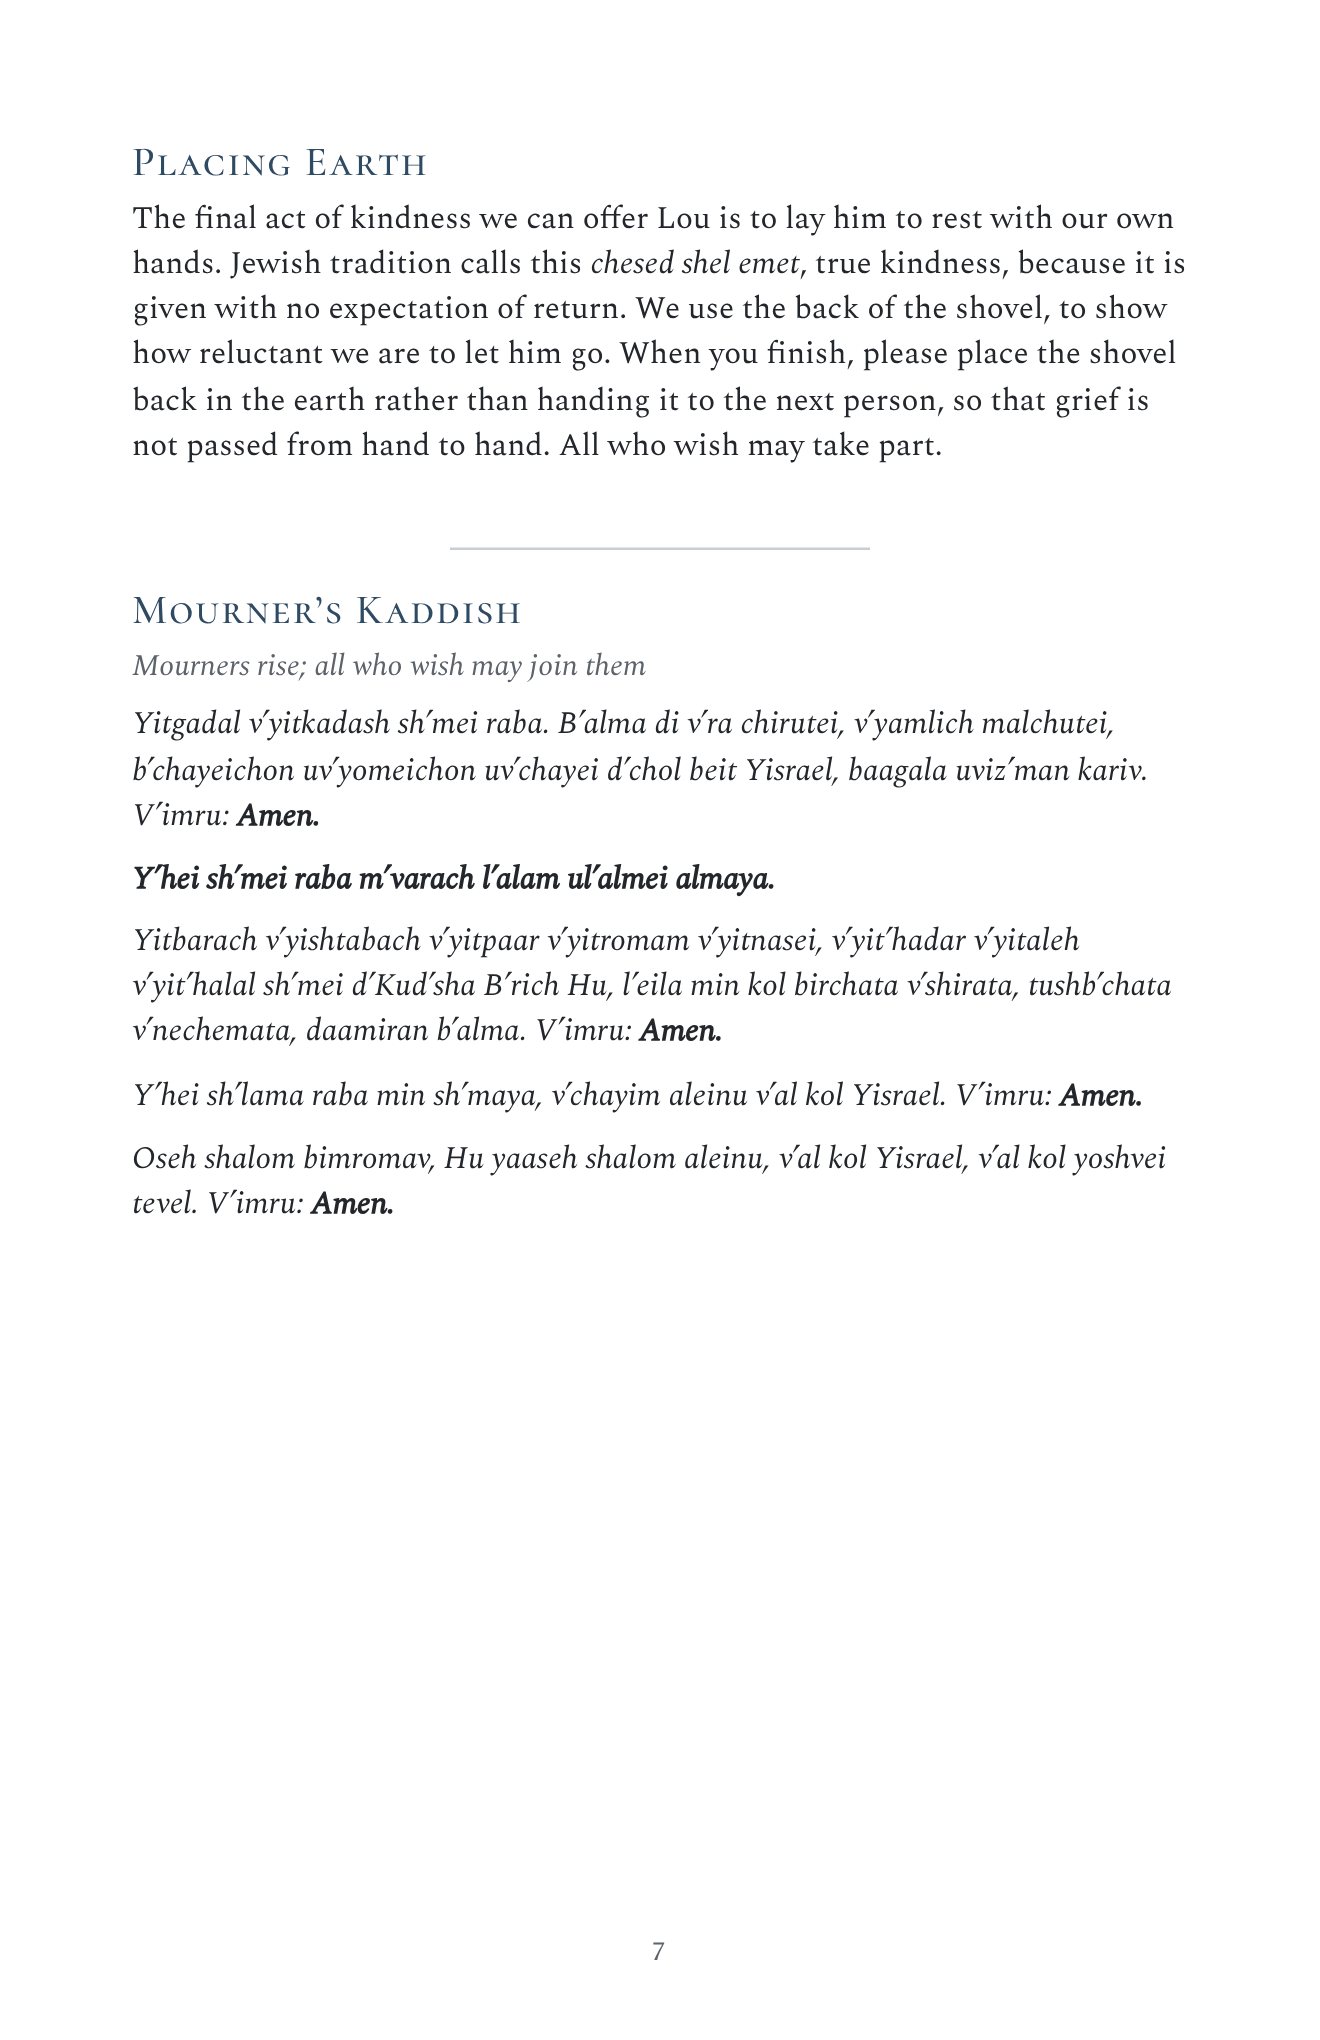 Placing Earth
The final act of kindness we can offer Lou is to lay him to rest with our own
hands. Jewish tradition calls this chesed shel emet, true kindness, because it is
given with no expectation of return. We use the back of the shovel, to show
how reluctant we are to let him go. When you finish, please place the shovel
back in the earth rather than handing it to the next person, so that grief is
not passed from hand to hand. All who wish may take part.
Mourner’s Kaddish
Mourners rise; all who wish may join them
Yitgadal v′yitkadash sh′mei raba. B′alma di v′ra chirutei, v′yamlich malchutei,
b′chayeichon uv′yomeichon uv′chayei d′chol beit Yisrael, baagala uviz′man kariv.
V′imru: Amen.
Y′hei sh′mei raba m′varach l′alam ul′almei almaya.
Yitbarach v′yishtabach v′yitpaar v′yitromam v′yitnasei, v′yit′hadar v′yitaleh
v′yit′halal sh′mei d′Kud′sha B′rich Hu, l′eila min kol birchata v′shirata, tushb′chata
v′nechemata, daamiran b′alma. V′imru: Amen.
Y′hei sh′lama raba min sh′maya, v′chayim aleinu v′al kol Yisrael. V′imru: Amen.
Oseh shalom bimromav, Hu yaaseh shalom aleinu, v′al kol Yisrael, v′al kol yoshvei
tevel. V′imru: Amen.
7